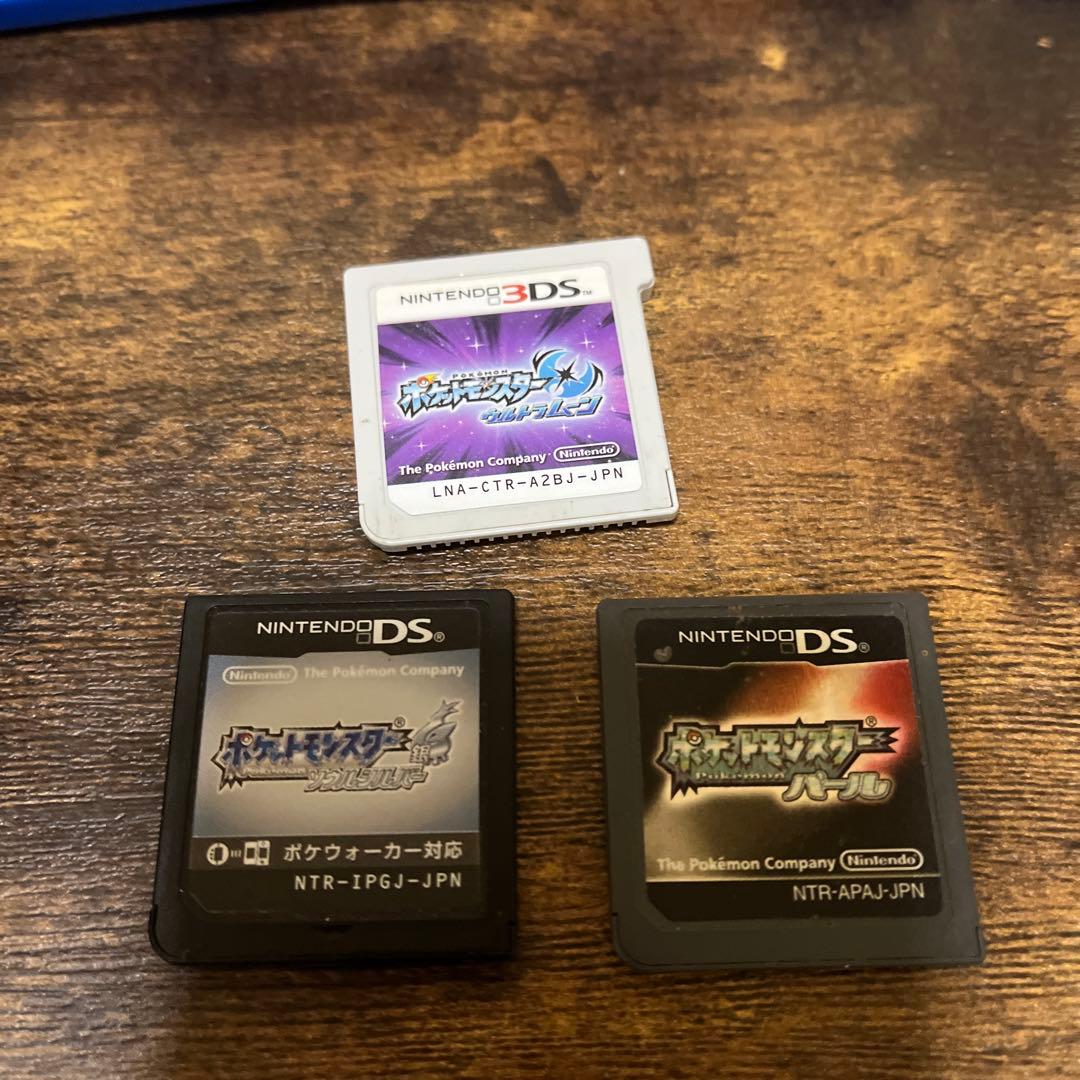 NINTENDO 3DS™
POKÉMON
ポケットモンスター
ウルトラムーン
The Pokémon Company Nintendo
LNA-CTR-A2BJ-JPN
NINTENDO DS®
Nintendo The Pokémon Company
ポケットモンスター®
Pokémon
銀
ソウルシルバー
ポケウォーカー対応
NTR-IPGJ-JPN
NINTENDO DS®
ポケットモンスター®
Pokémon
パール
The Pokémon Company Nintendo
NTR-APAJ-JPN